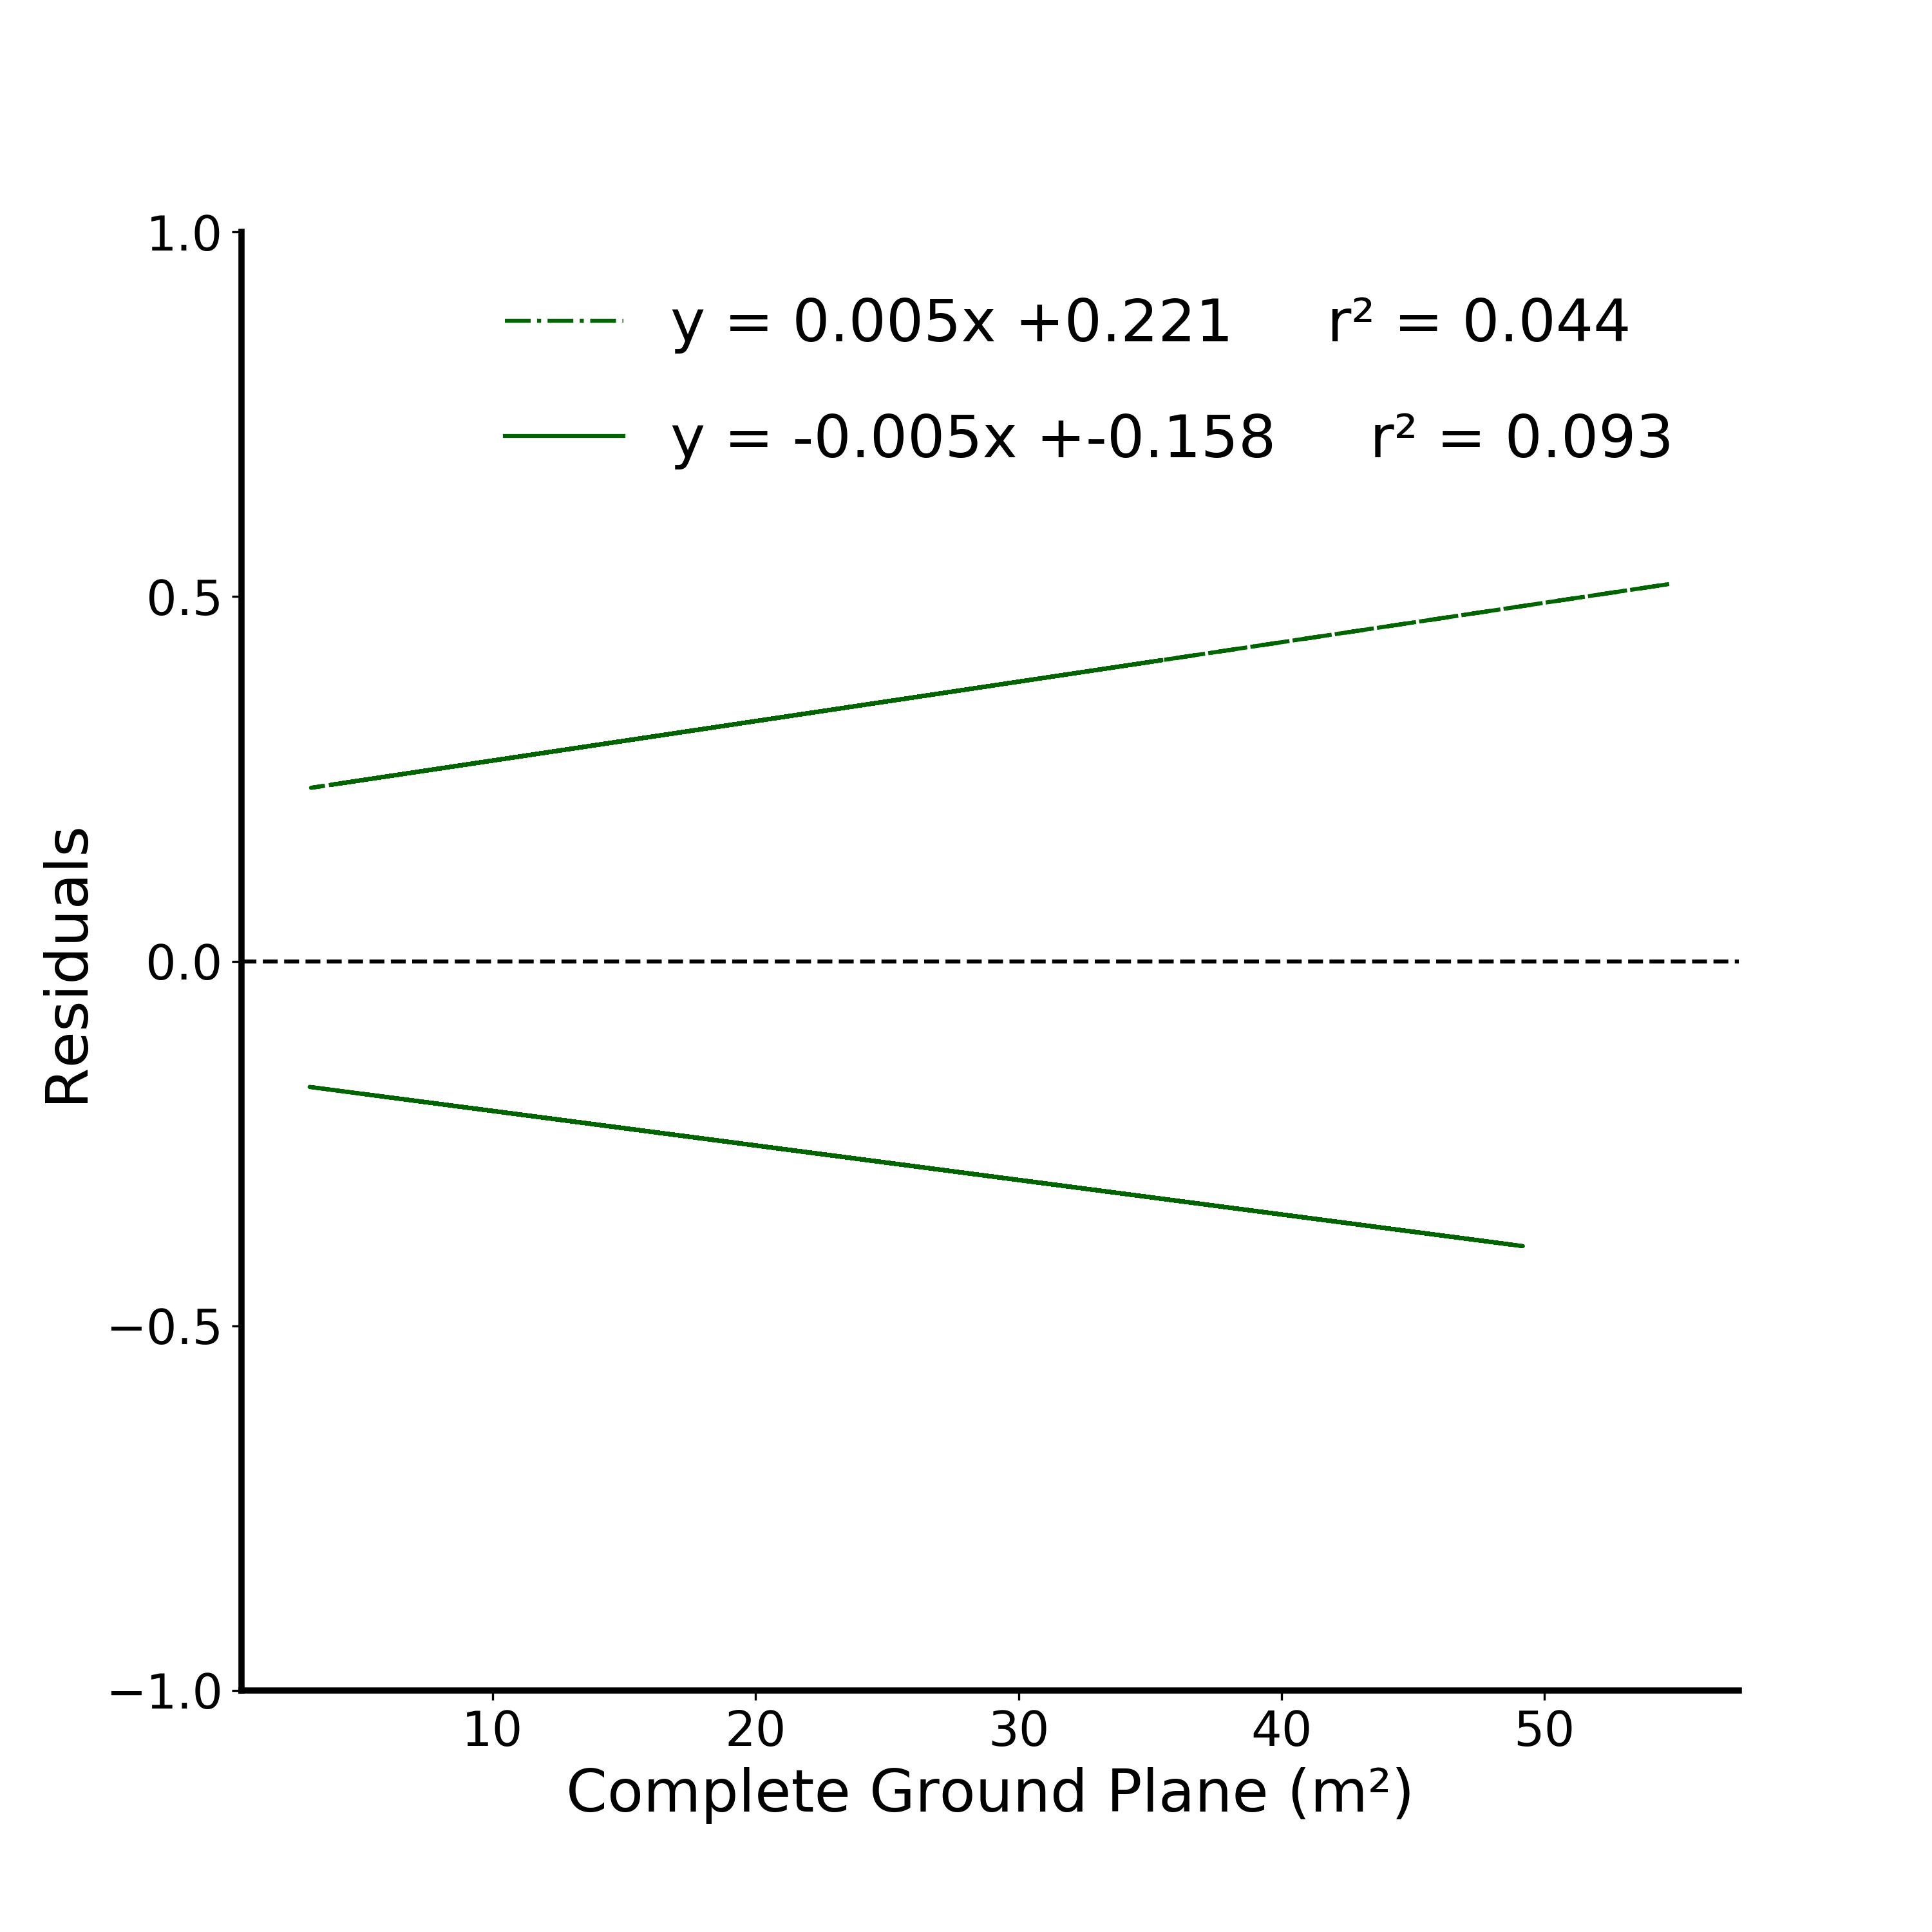 1.0
y = 0.005x +0.221 r² = 0.044
y = -0.005x +-0.158 r² = 0.093
0.5
Residuals
0.0
−0.5
−1.0
10 20 30 40 50
Complete Ground Plane (m²)